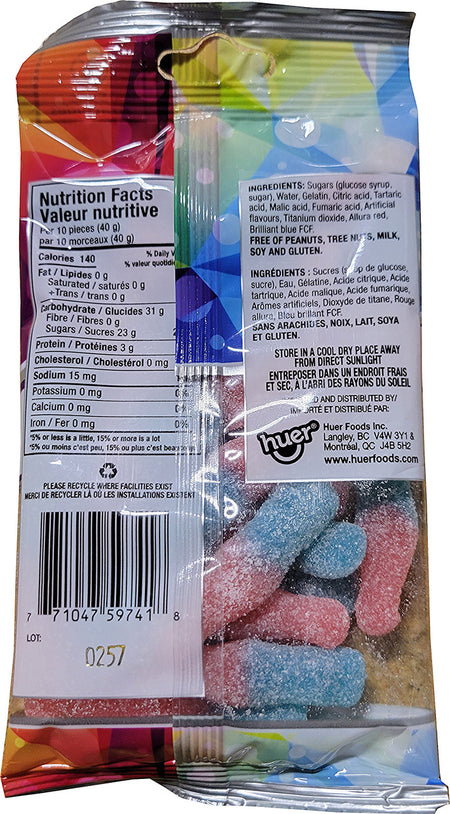 Nutrition Facts
Valeur nutritive
Per 10 pieces (40 g)
par 10 morceaux (40 g)
Calories 140
% Daily V
% valeur quotidie
Fat / Lipides 0 g
Saturated / saturés 0 g
+Trans / trans 0 g
Carbohydrate / Glucides 31 g
Fibre / Fibres 0 g
Sugars / Sucres 23 g
Protein / Protéines 3 g
Cholesterol / Cholestérol 0 mg
Sodium 15 mg
Potassium 0 mg 0%
Calcium 0 mg 0%
Iron / Fer 0 mg 0%
*5% or less is a little, 15% or more is a lot
*5% ou moins c'est peu, 15% ou plus c'est
PLEASE RECYCLE WHERE FACILITIES EXIST
MERCI DE RECYCLER LÀ OÙ LES INSTALLATIONS EXISTENT
7 71047 59741 8
LOT:
0257
INGREDIENTS: Sugars (glucose syrup,
sugar), Water, Gelatin, Citric acid, Tartaric
acid, Malic acid, Fumaric acid, Artificial
flavours, Titanium dioxide, Allura red,
Brilliant blue FCF.
FREE OF PEANUTS, TREE NUTS, MILK,
SOY AND GLUTEN.
INGRÉDIENTS : Sucres (sirop de glucose,
sucre), Eau, Gélatine, Acide citrique, Acide
tartrique, Acide malique, Acide fumarique,
Arômes artificiels, Dioxyde de titane, Rouge
allura, Bleu brillant FCF.
SANS ARACHIDES, NOIX, LAIT, SOYA
ET GLUTEN.
STORE IN A COOL DRY PLACE AWAY
FROM DIRECT SUNLIGHT
ENTREPOSER DANS UN ENDROIT FRAIS
ET SEC, À L'ABRI DES RAYONS DU SOLEIL
IMPORTED AND DISTRIBUTED BY/
IMPORTÉ ET DISTRIBUÉ PAR:
huer
Huer Foods Inc.
Langley, BC V4W 3Y1 &
Montréal, QC J4B 5H2
www.huerfoods.com